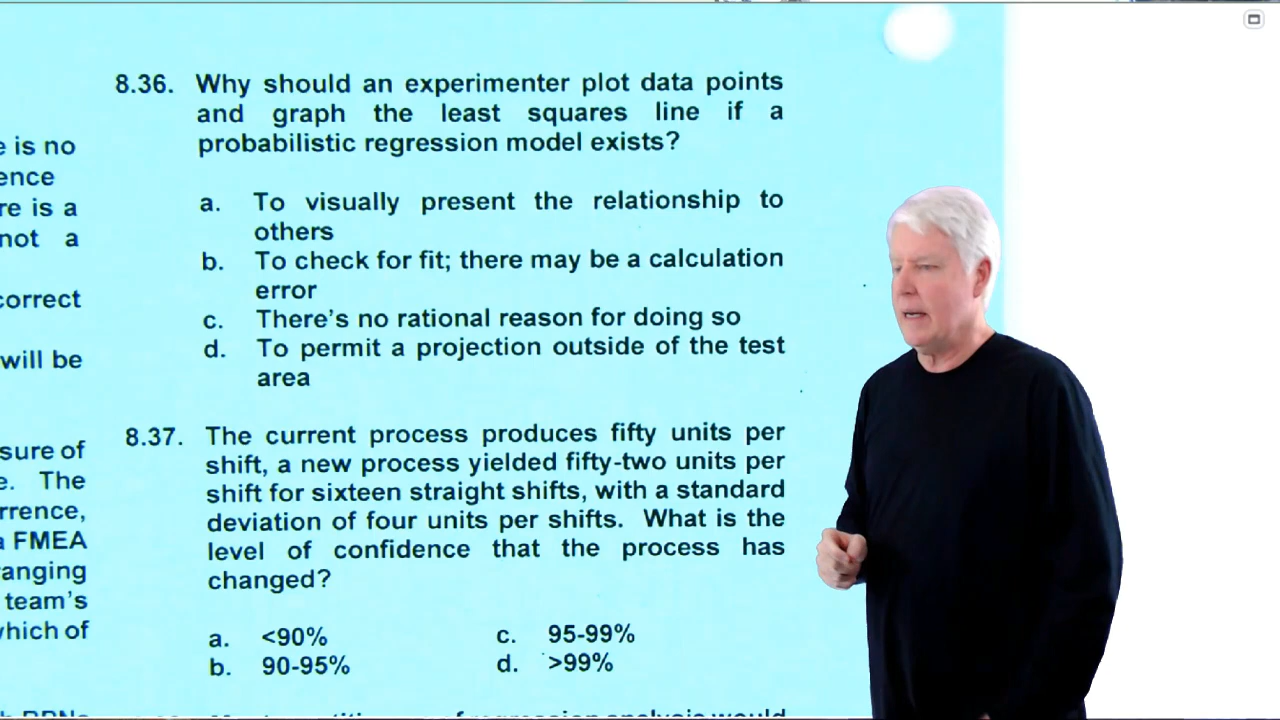 e is no
ence
re is a
not a
correct
will be
sure of
e. The
rrence,
a FMEA
ranging
team's
which of
8.36. Why should an experimenter plot data points
and graph the least squares line if a
probabilistic regression model exists?
a. To visually present the relationship to
others
b. To check for fit; there may be a calculation
error
c. There's no rational reason for doing so
d. To permit a projection outside of the test
area
8.37. The current process produces fifty units per
shift, a new process yielded fifty-two units per
shift for sixteen straight shifts, with a standard
deviation of four units per shifts. What is the
level of confidence that the process has
changed?
a. <90% c. 95-99%
b. 90-95% d. >99%
of regression analysis would